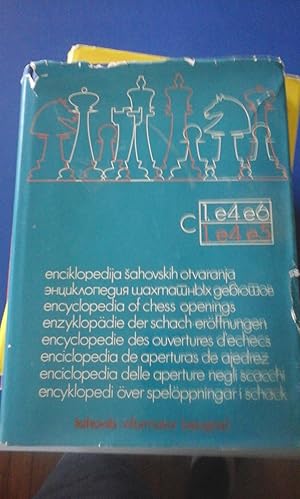 C
1. e4 e6
1. e4 e5
enciklopedija šahovskih otvaranja
энциклопедия шахматных дебютов
encyclopedia of chess openings
enzyklopädie der schach-eröffnungen
encyclopedie des ouvertures d'echecs
enciclopedia de aperturas de ajedrez
enciclopedia delle aperture negli scacchi
encyklopedi över spelöppningar i schack
šahovski informator beograd